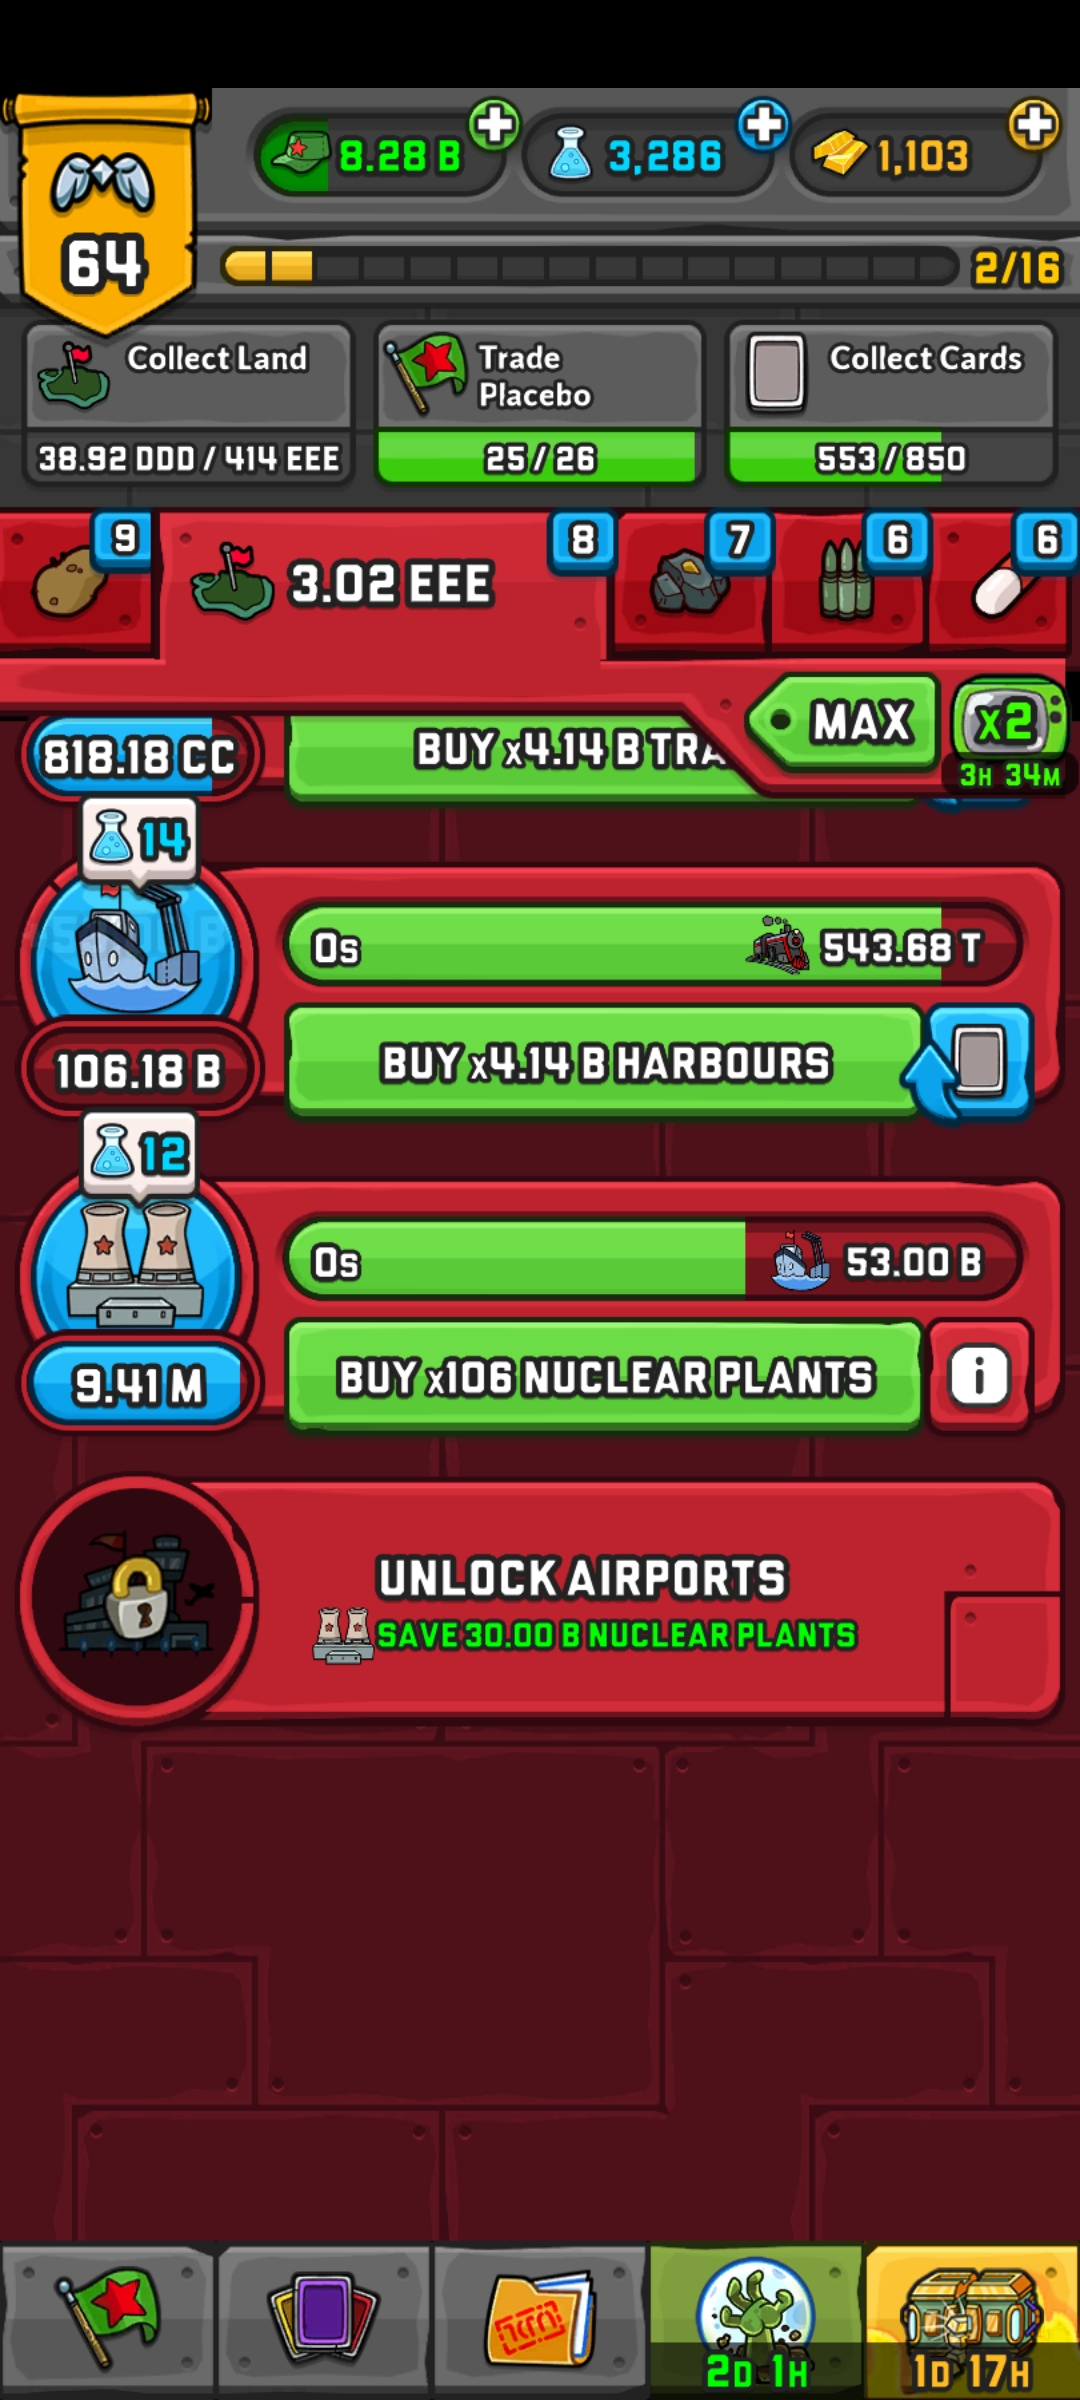 8.28 B
3,286
1,103
64
2/16
Collect Land
38.92 DDD / 414 EEE
Trade
Placebo
25 / 26
Collect Cards
553 / 850
9
3.02 EEE
8
7
6
6
MAX
x2
3H 34M
818.18 CC
BUY x4.14 B TRA
14
0s
543.68 T
106.18 B
BUY x4.14 B HARBOURS
12
0s
53.00 B
9.41 M
BUY x106 NUCLEAR PLANTS
i
UNLOCK AIRPORTS
SAVE 30.00 B NUCLEAR PLANTS
2D 1H
1D 17H